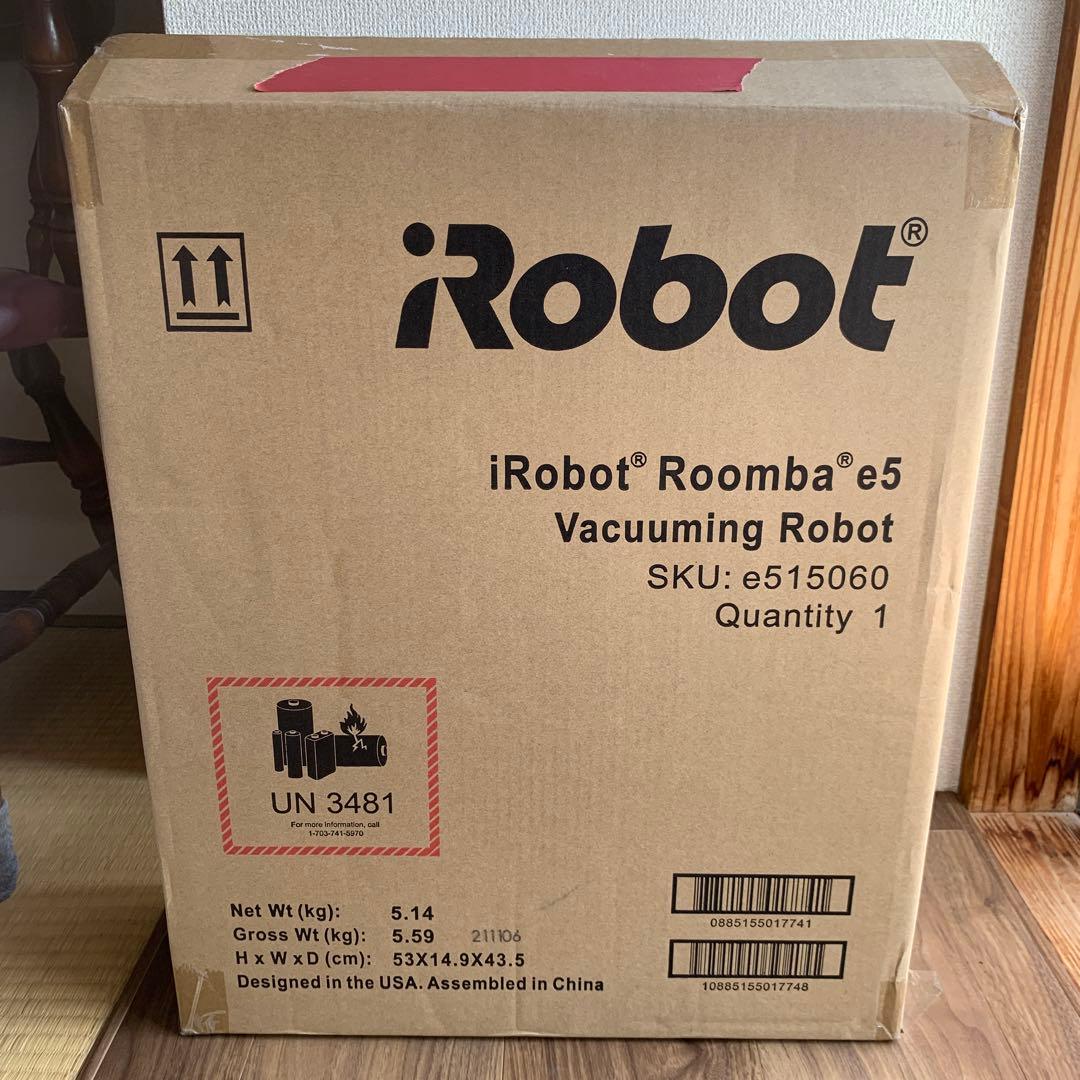 iRobot®
iRobot® Roomba® e5
Vacuuming Robot
SKU: e515060
Quantity 1
UN 3481
For more information, call
1-703-741-5970
Net Wt (kg): 5.14
Gross Wt (kg): 5.59 211106
H x W x D (cm): 53X14.9X43.5
Designed in the USA. Assembled in China
0885155017741
10885155017748